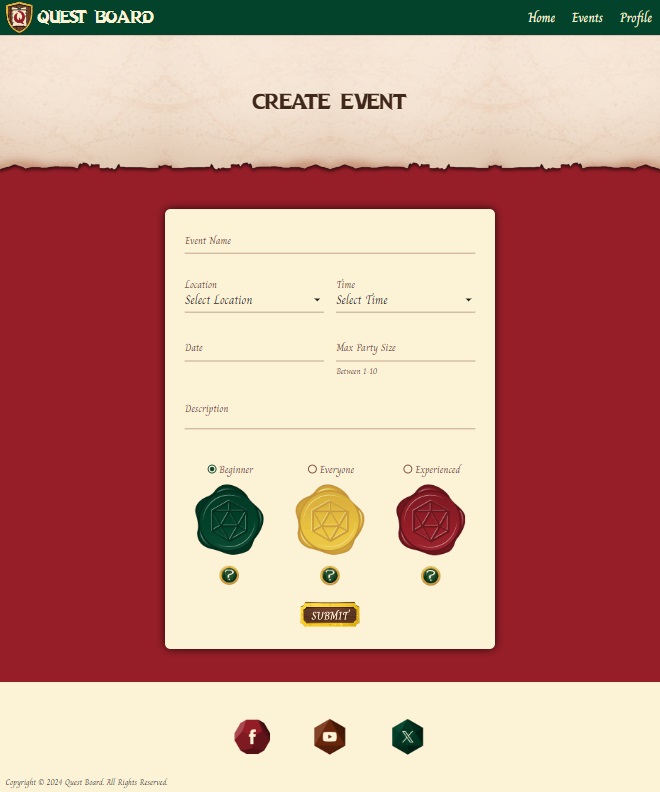 QUEST BOARD
Home Events Profile
CREATE EVENT
Event Name
Location Time
Select Location Select Time
Date Max Party Size
Between 1-10
Description
Beginner Everyone Experienced
? ? ?
SUBMIT
Copyright © 2024 Quest Board. All Rights Reserved.